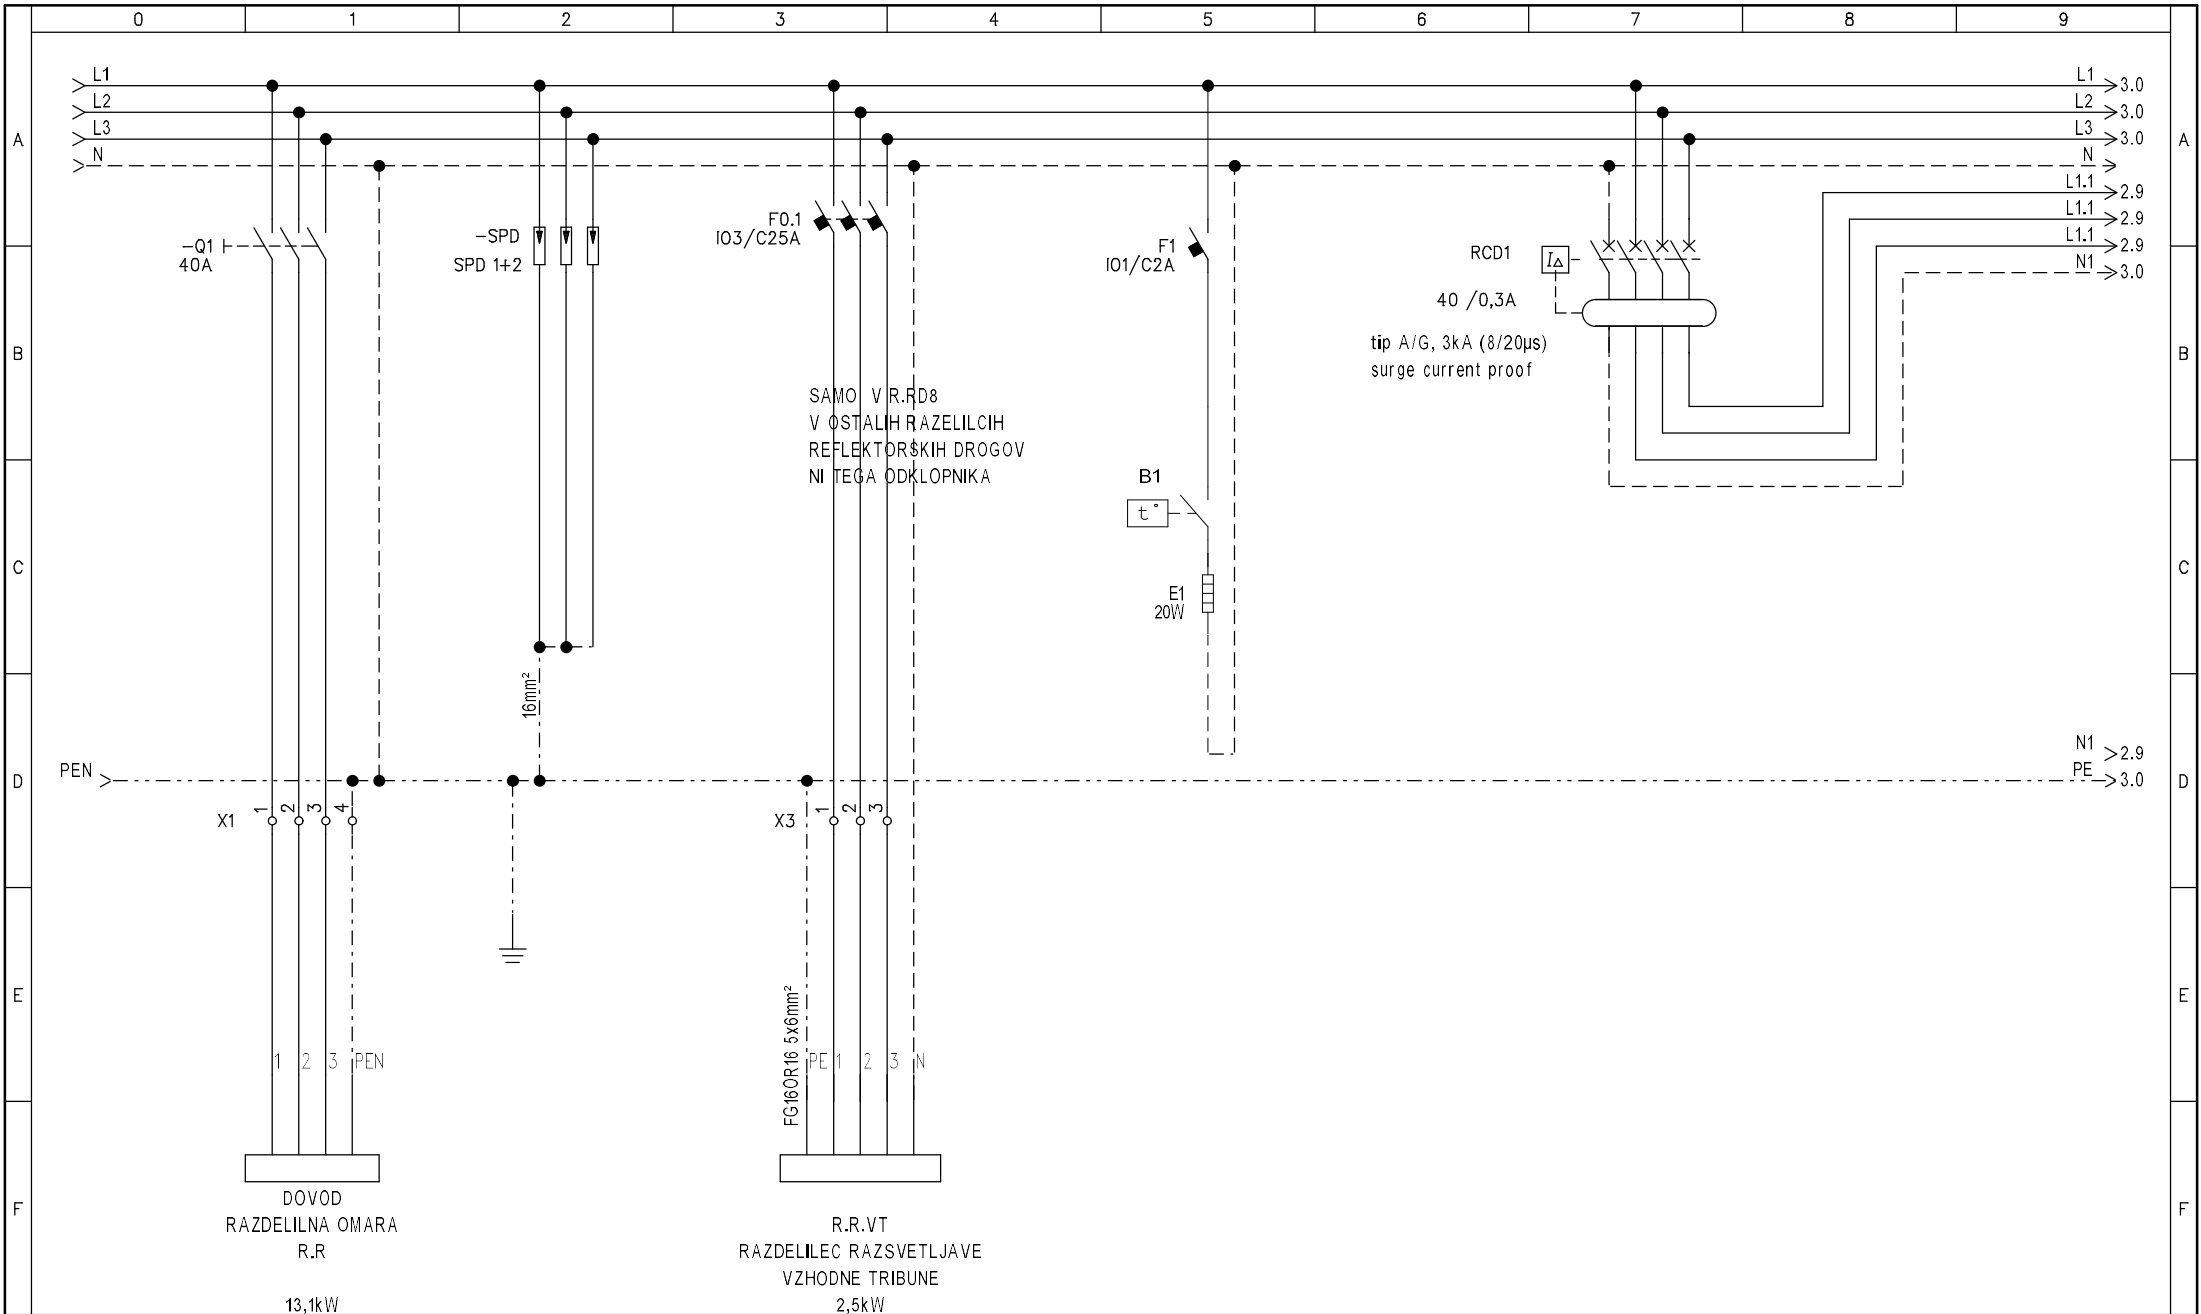 0 1 2 3 4 5 6 7 8 9
L1 L1 3.0
L2 L2 3.0
L3 L3 3.0
A N N A
L1.1 2.9
L1.1 2.9
L1.1 2.9
N1 3.0
-Q1
40A
-SPD
SPD 1+2
F0.1
I03/C25A
F1
I01/C2A
RCD1
I∆
40 /0,3A
tip A/G, 3kA (8/20µs)
surge current proof
B B
SAMO V R.RD8
V OSTALIH RAZELILCIH
REFLEKTORSKIH DROGOV
NI TEGA ODKLOPNIKA
B1
t°
C C
E1
20W
16mm²
N1 2.9
PEN PE 3.0
D D
X1 1 2 3 4
X3 1 2 3
E E
FG16OR16 5x6mm²
1 2 3 PEN
PE 1 2 3 N
F F
DOVOD
RAZDELILNA OMARA
R.R
13,1kW
R.R.VT
RAZDELILEC RAZSVETLJAVE
VZHODNE TRIBUNE
2,5kW